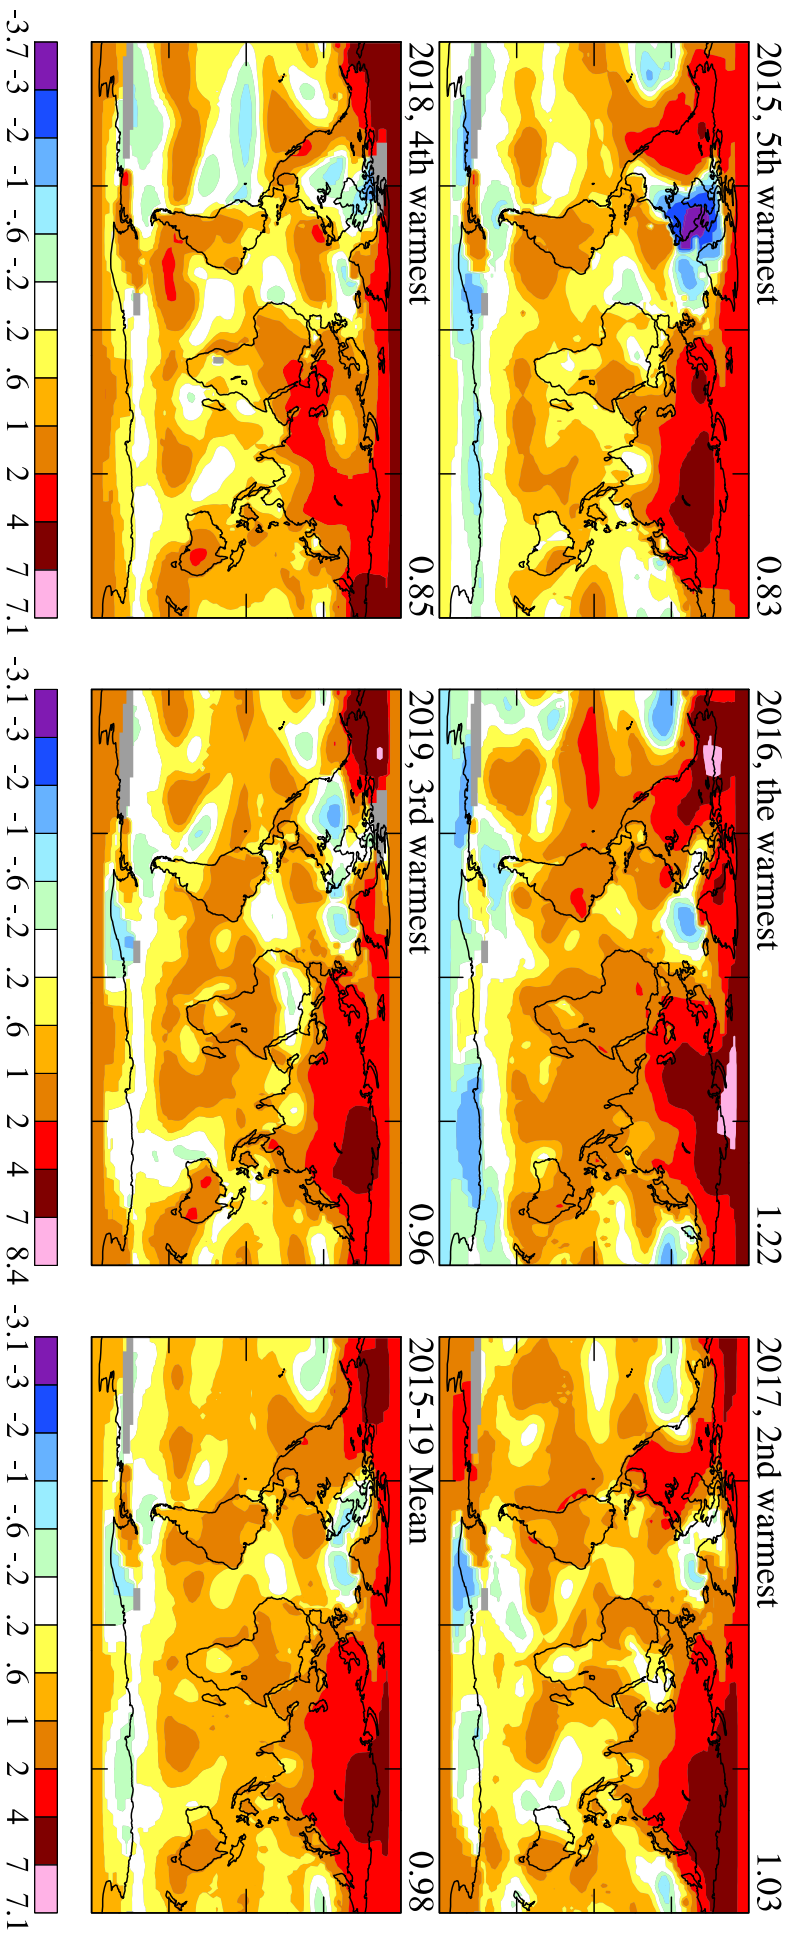 2015, 5th warmest 0.83
2016, the warmest 1.22
2017, 2nd warmest 1.03
2018, 4th warmest 0.85
2019, 3rd warmest 0.96
2015-19 Mean 0.98
-3.7 -3 -2 -1 -.6 -.2 .2 .6 1 2 4 7 7.1
-3.1 -3 -2 -1 -.6 -.2 .2 .6 1 2 4 7 8.4
-3.1 -3 -2 -1 -.6 -.2 .2 .6 1 2 4 7 7.1